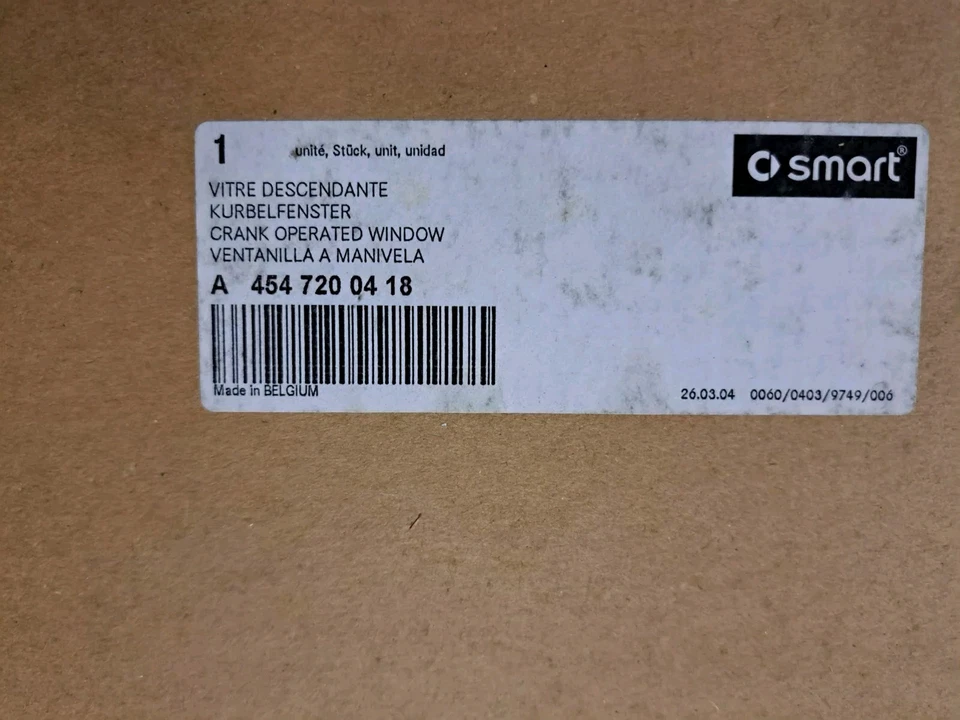 1 unité, Stück, unit, unidad
smart®
VITRE DESCENDANTE
KURBELFENSTER
CRANK OPERATED WINDOW
VENTANILLA A MANIVELA
A 454 720 04 18
Made in BELGIUM
26.03.04 0060/0403/9749/006